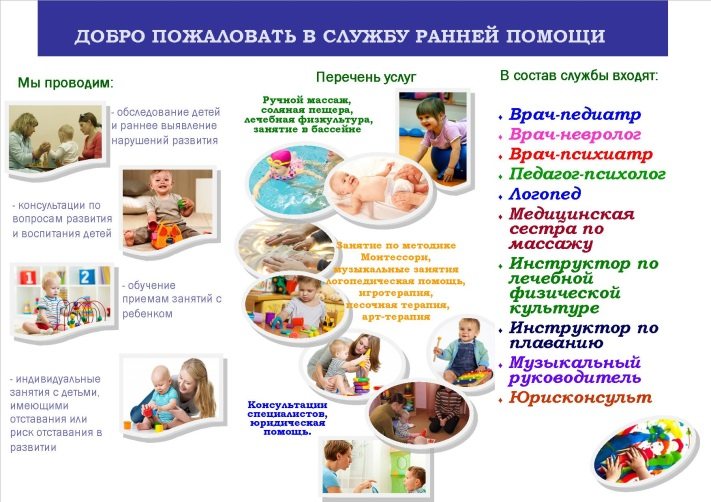 ДОБРО ПОЖАЛОВАТЬ В СЛУЖБУ РАННЕЙ ПОМОЩИ
Мы проводим:
- обследование детей
и раннее выявление
нарушений развития
- консультации по
вопросам развития
и воспитания детей
- обучение
приемам занятий с
ребенком
- индивидуальные
занятия с детьми,
имеющими
отставания или
риск отставания в
развитии
Перечень услуг
Ручной массаж,
соляная пещера,
лечебная физкультура,
занятие в бассейне
Занятие по методике
Монтессори,
музыкальные занятия
логопедическая помощь,
игротерапия,
песочная терапия,
арт-терапия
Консультации
специалистов,
юридическая
помощь.
В состав службы входят:
Врач-педиатр
Врач-невролог
Врач-психиатр
Педагог-психолог
Логопед
Медицинская
сестра по
массажу
Инструктор по
лечебной
физической
культуре
Инструктор по
плаванию
Музыкальный
руководитель
Юрисконсульт
1 2